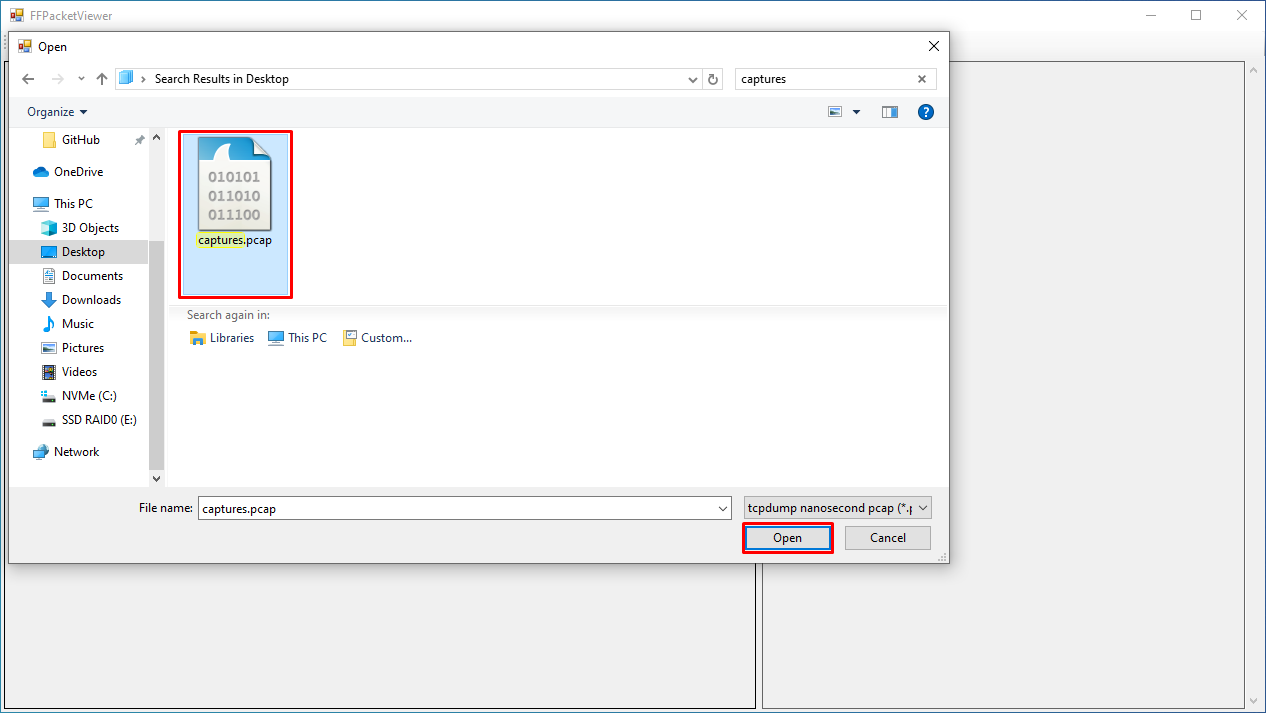 FFPacketViewer
Open
Search Results in Desktop
captures
Organize
GitHub
OneDrive
This PC
3D Objects
Desktop
Documents
Downloads
Music
Pictures
Videos
NVMe (C:)
SSD RAID0 (E:)
Network
010101
011010
011100
captures.pcap
Search again in:
Libraries
This PC
Custom...
File name:
captures.pcap
tcpdump nanosecond pcap (*.p
Open
Cancel